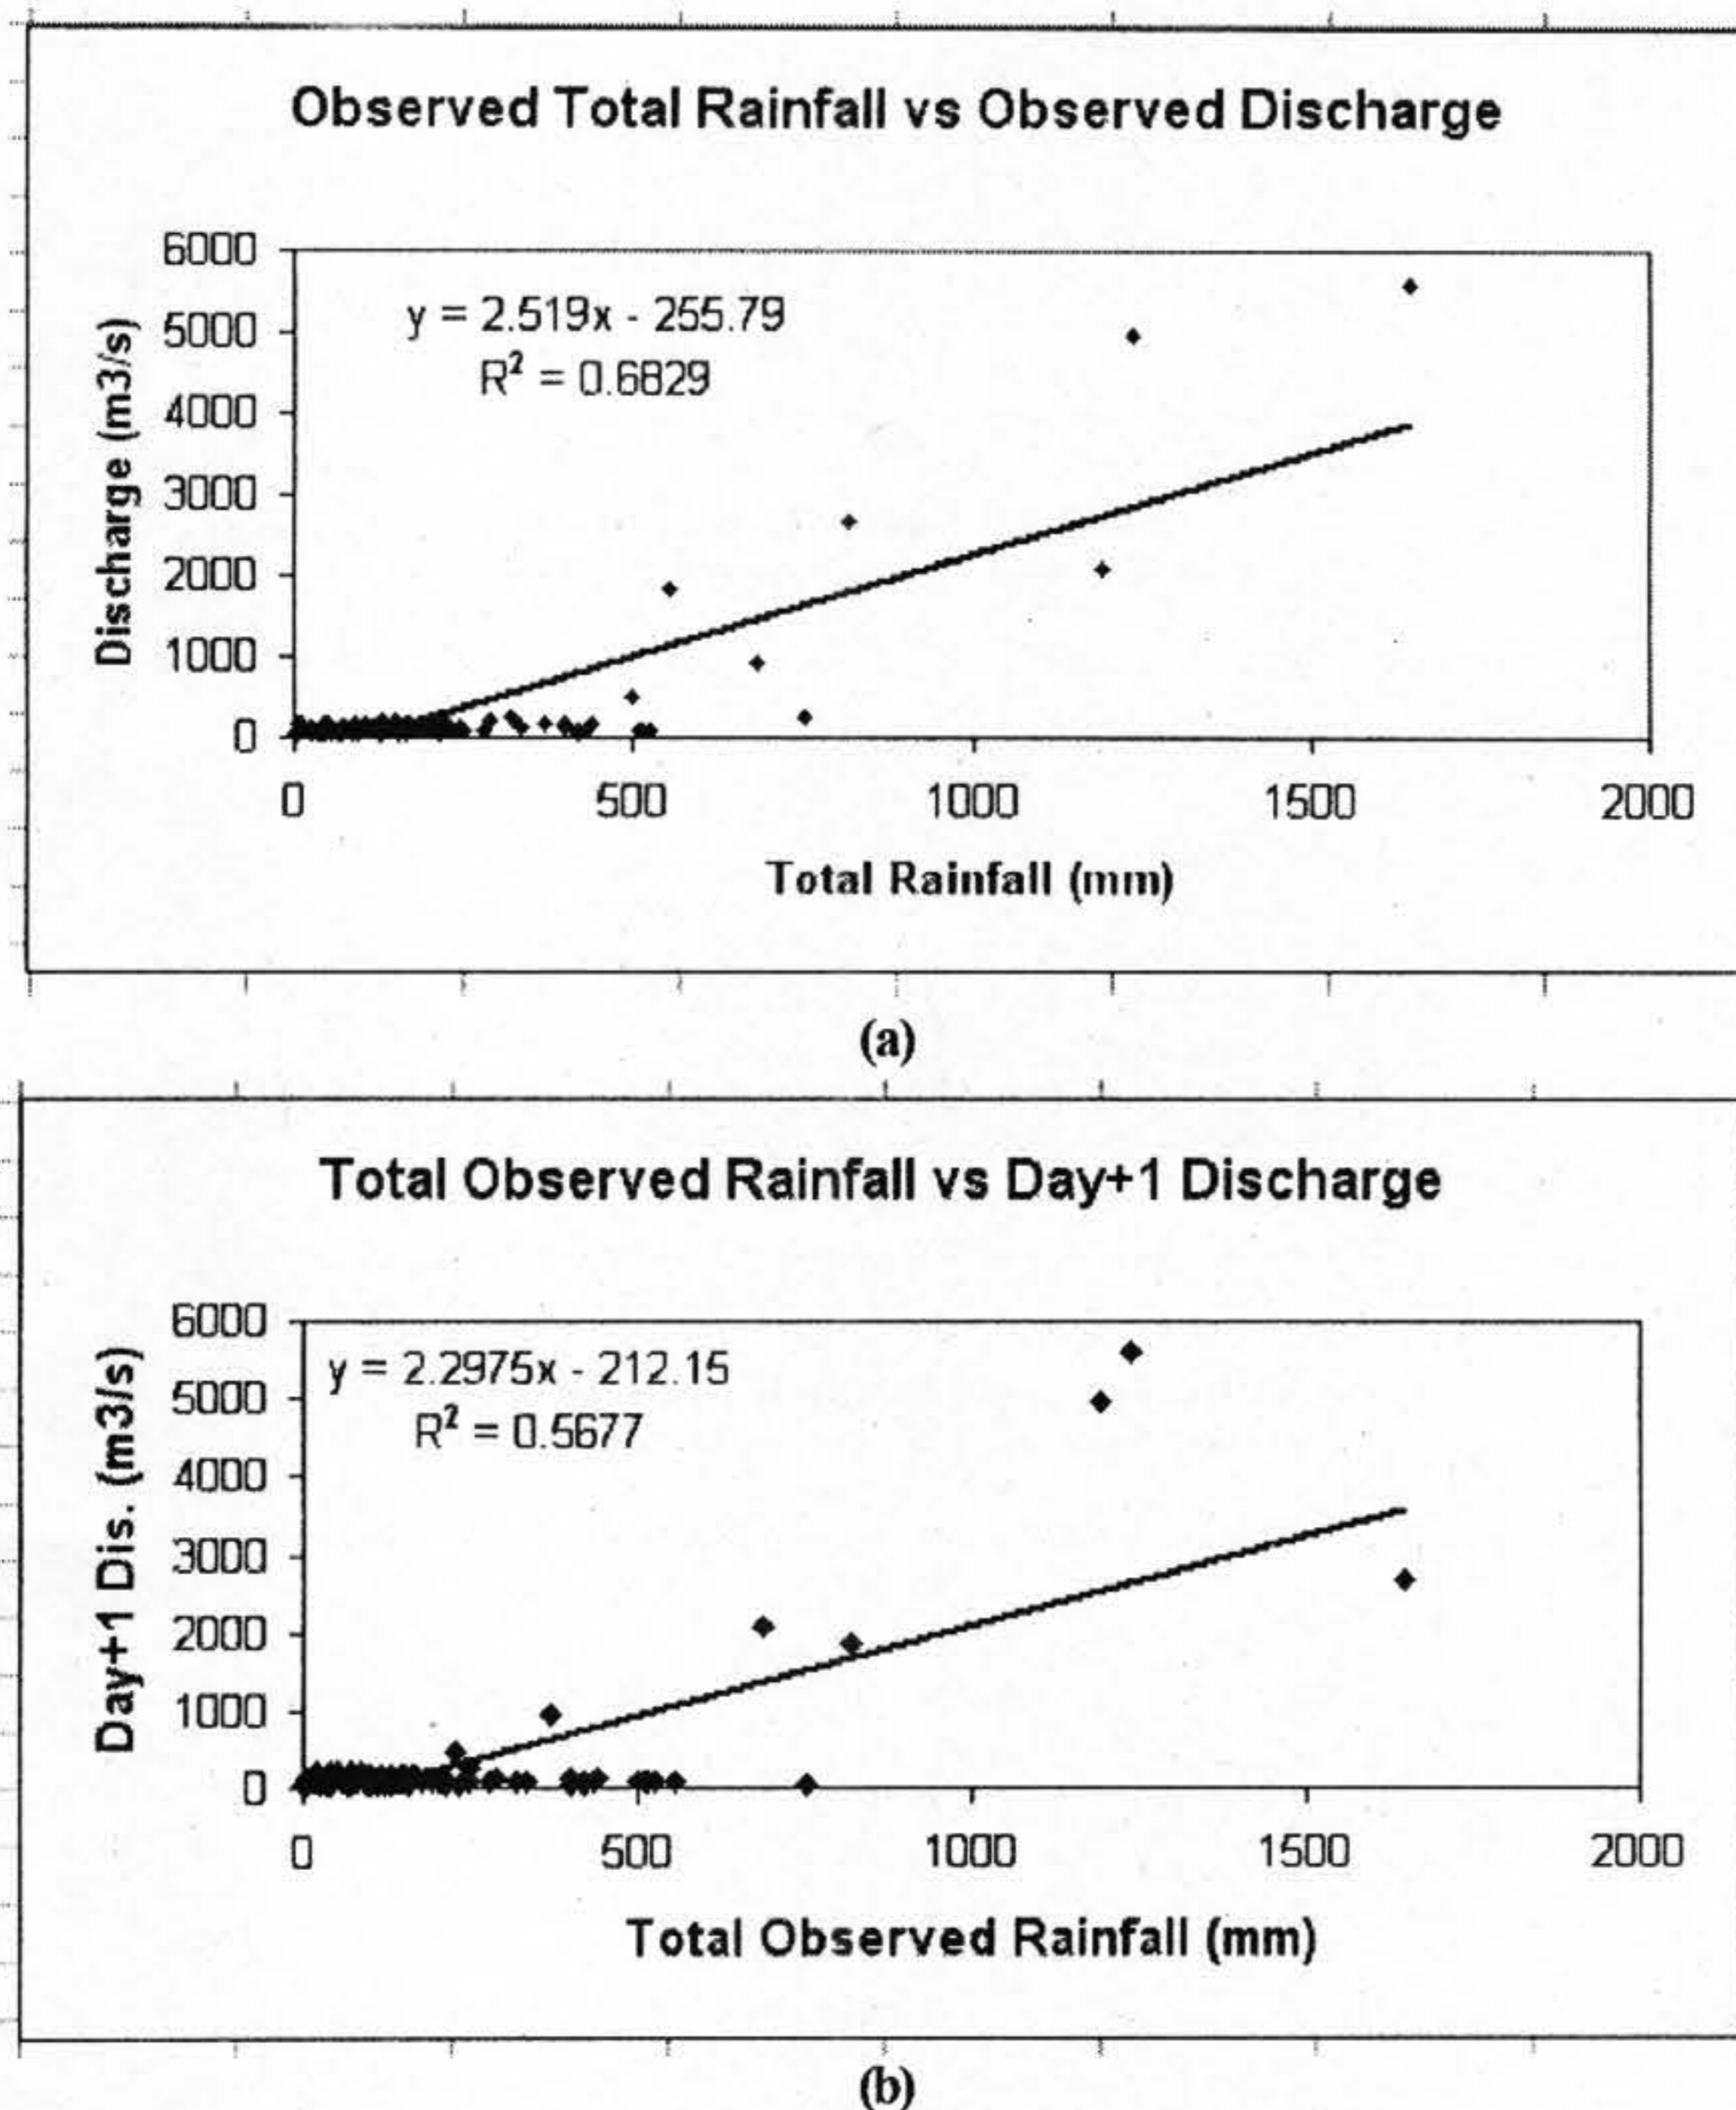 Observed Total Rainfall vs Observed Discharge
6000
y = 2.519x - 255.79
5000
R² = 0.6829
4000
3000
2000
1000
0
Discharge (m3/s)
0 500 1000 1500 2000
Total Rainfall (mm)
(a)
Total Observed Rainfall vs Day+1 Discharge
6000
y = 2.2975x - 212.15
5000
R² = 0.5677
4000
3000
2000
1000
0
Day+1 Dis. (m3/s)
0 500 1000 1500 2000
Total Observed Rainfall (mm)
(b)